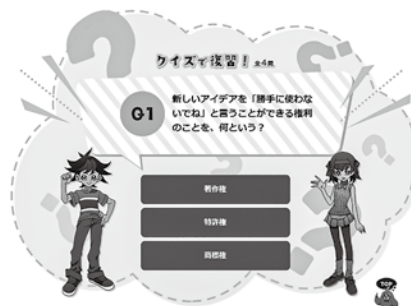 クイズで復習！ 全4問
Q1
新しいアイデアを「勝手に使わな
いでね」と言うことができる権利
のことを、何という？
著作権
特許権
商標権
TOP